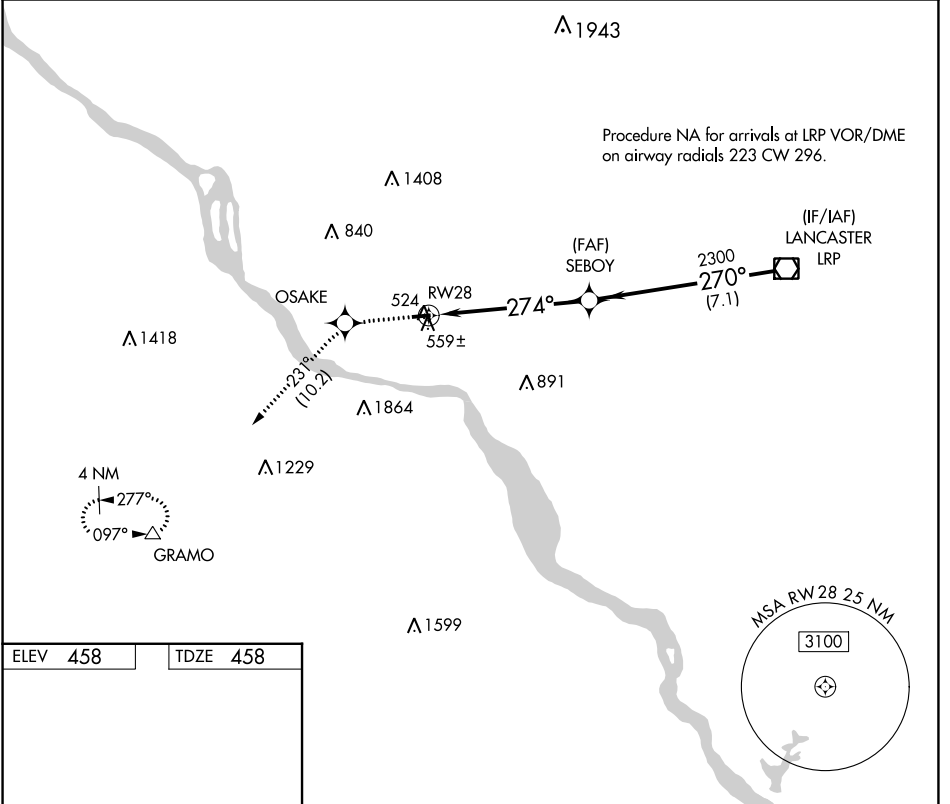 1943
Procedure NA for arrivals at LRP VOR/DME
on airway radials 223 CW 296.
1408
840
(IF/IAF)
LANCASTER
LRP
(FAF)
SEBOY
2300
270°
(7.1)
OSAKE
524
RW28
274°
559±
1418
231°
(10.2)
891
1864
1229
4 NM
277°
097°
GRAMO
1599
MSA RW28 25 NM
3100
ELEV 458
TDZE 458